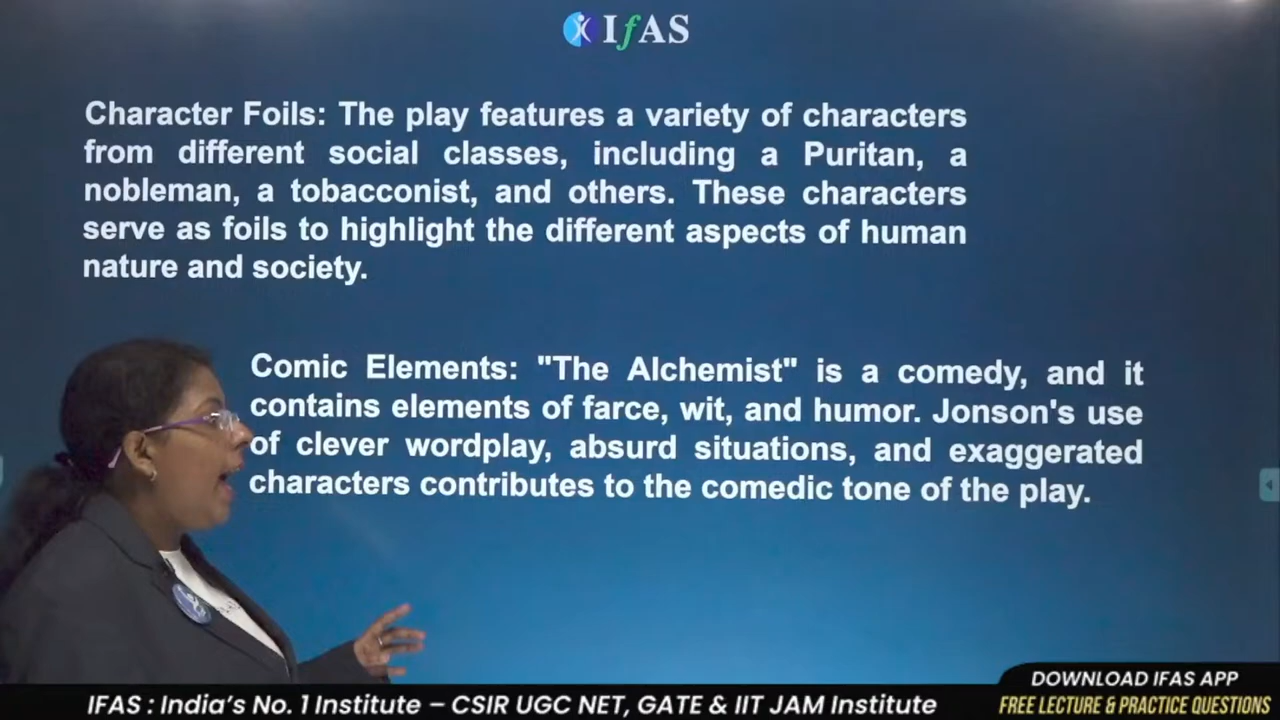 IfAS
Character Foils: The play features a variety of characters
from different social classes, including a Puritan, a
nobleman, a tobacconist, and others. These characters
serve as foils to highlight the different aspects of human
nature and society.
Comic Elements: "The Alchemist" is a comedy, and it
contains elements of farce, wit, and humor. Jonson's use
of clever wordplay, absurd situations, and exaggerated
characters contributes to the comedic tone of the play.
DOWNLOAD IFAS APP
IFAS : India's No. 1 Institute – CSIR UGC NET, GATE & IIT JAM Institute
FREE LECTURE & PRACTICE QUESTIONS